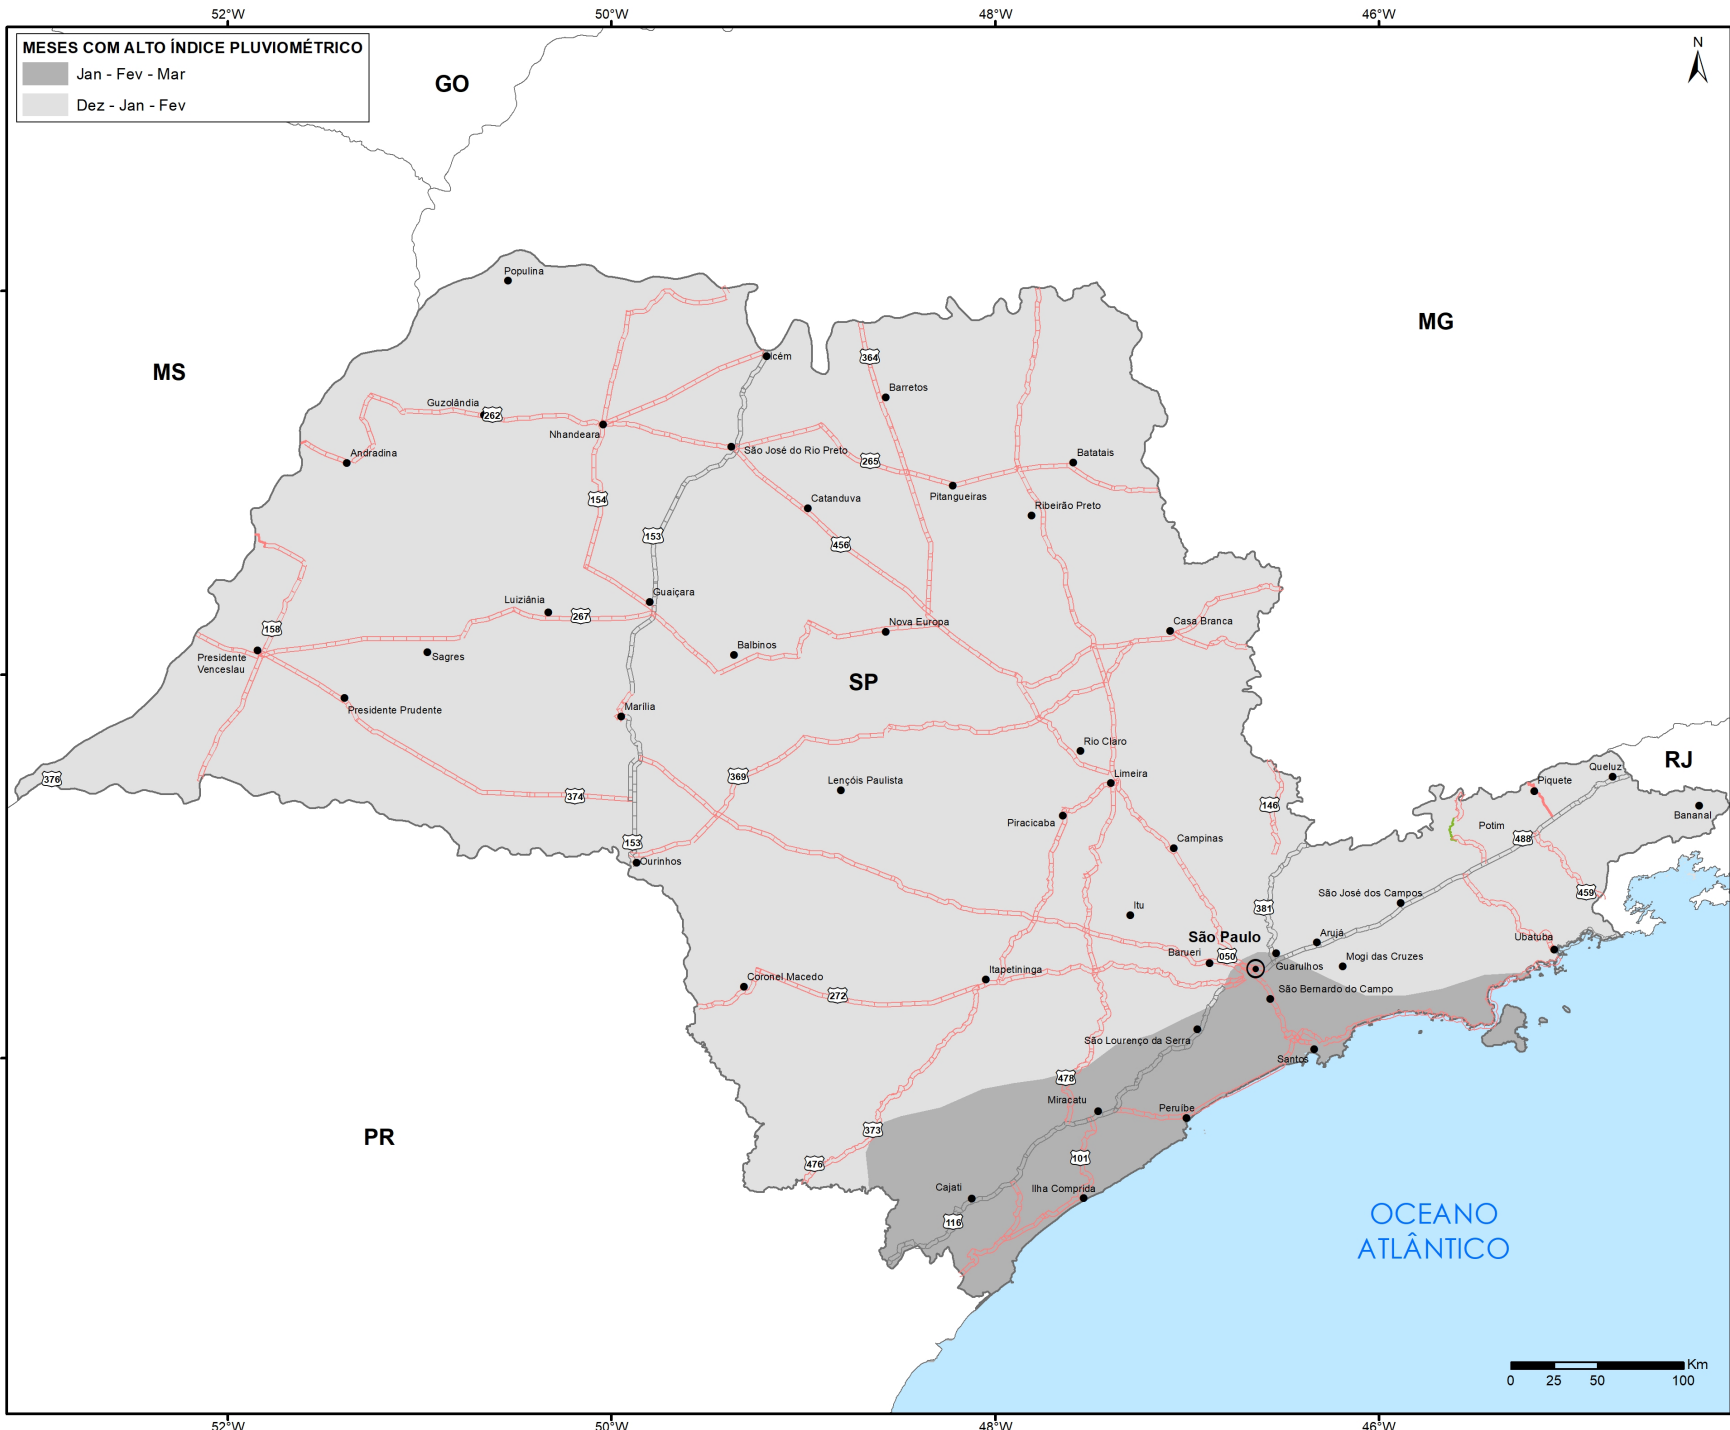 52°W
50°W
48°W
46°W
MESES COM ALTO ÍNDICE PLUVIOMÉTRICO
Jan - Fev - Mar
Dez - Jan - Fev
N
GO
MG
MS
Populina
Icém
364
Barretos
Guzolândia
262
Nhandeara
São José do Rio Preto
Andradina
265
Batatais
Pitangueiras
154
Catanduva
Ribeirão Preto
153
456
Luiziânia
Guaiçara
267
158
Nova Europa
Casa Branca
Balbinos
Presidente
Venceslau
Sagres
SP
Presidente Prudente
Marília
Rio Claro
RJ
376
369
Lençóis Paulista
Limeira
Queluz
Piquete
374
146
Bananal
Piracicaba
Potim
153
Campinas
488
Ourinhos
459
São José dos Campos
Itu
381
São Paulo
Arujá
Ubatuba
Barueri
050
Guarulhos
Mogi das Cruzes
Coronel Macedo
Itapetininga
272
São Bernardo do Campo
São Lourenço da Serra
Santos
478
Miracatu
Peruíbe
PR
373
476
101
Cajati
Ilha Comprida
116
OCEANO
ATLÂNTICO
Km
0 25 50 100
52°W
50°W
48°W
46°W